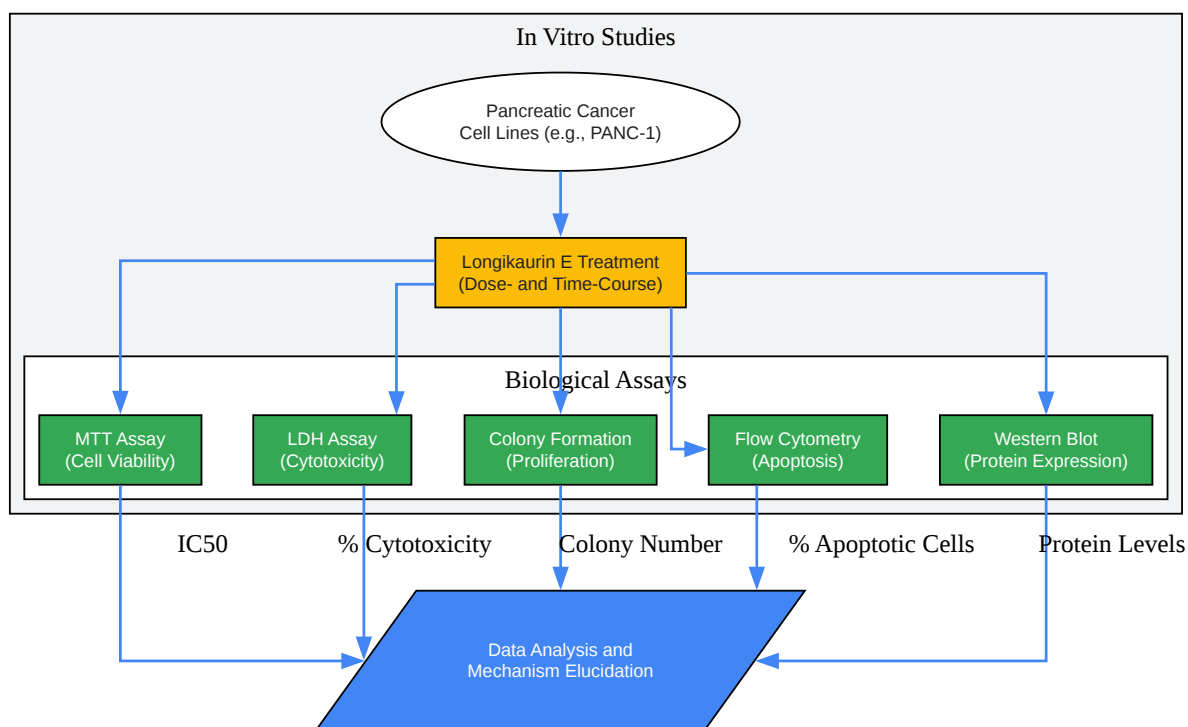 In Vitro Studies
Pancreatic Cancer
Cell Lines (e.g., PANC-1)
Longikaurin E Treatment
(Dose- and Time-Course)
Biological Assays
MTT Assay
(Cell Viability)
LDH Assay
(Cytotoxicity)
Colony Formation
(Proliferation)
Flow Cytometry
(Apoptosis)
Western Blot
(Protein Expression)
IC50
% Cytotoxicity
Colony Number
% Apoptotic Cells
Protein Levels
Data Analysis and
Mechanism Elucidation